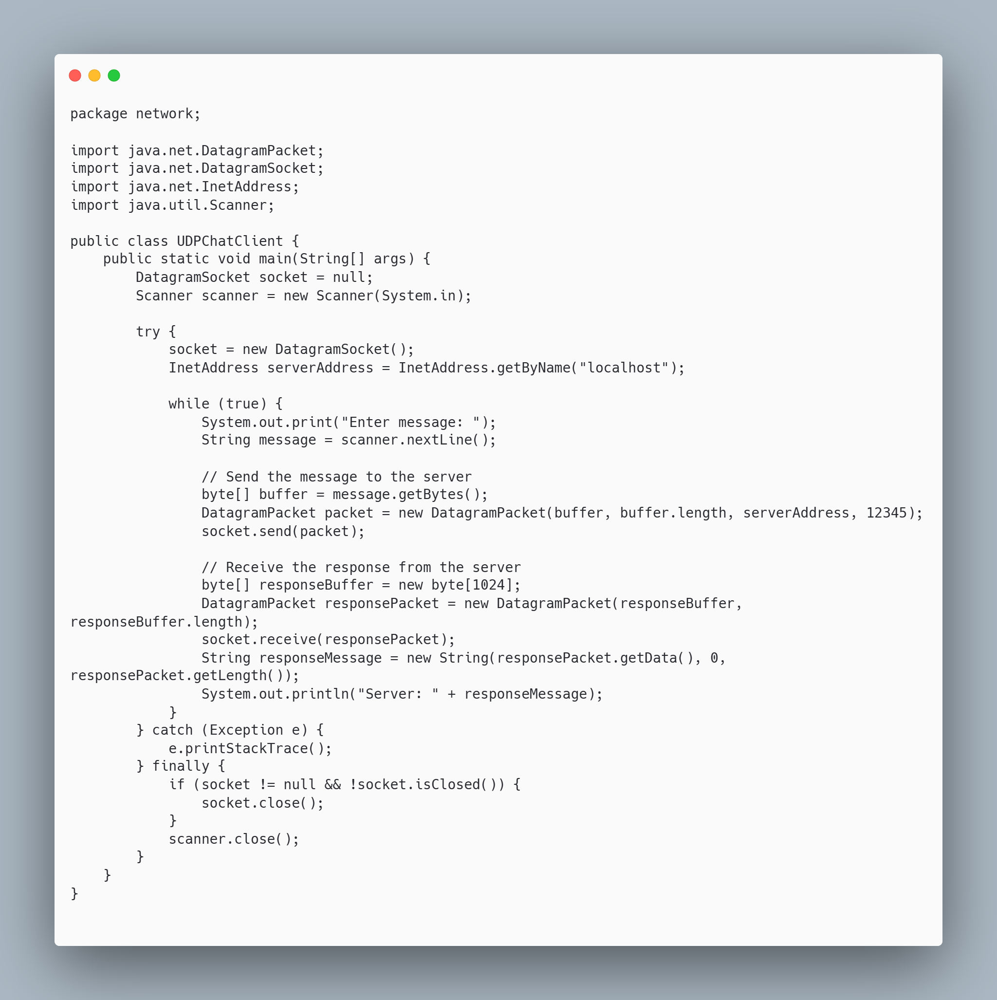 package network;

import java.net.DatagramPacket;
import java.net.DatagramSocket;
import java.net.InetAddress;
import java.util.Scanner;

public class UDPChatClient {
    public static void main(String[] args) {
        DatagramSocket socket = null;
        Scanner scanner = new Scanner(System.in);

        try {
            socket = new DatagramSocket();
            InetAddress serverAddress = InetAddress.getByName("localhost");

            while (true) {
                System.out.print("Enter message: ");
                String message = scanner.nextLine();

                // Send the message to the server
                byte[] buffer = message.getBytes();
                DatagramPacket packet = new DatagramPacket(buffer, buffer.length, serverAddress, 12345);
                socket.send(packet);

                // Receive the response from the server
                byte[] responseBuffer = new byte[1024];
                DatagramPacket responsePacket = new DatagramPacket(responseBuffer,
responseBuffer.length);
                socket.receive(responsePacket);
                String responseMessage = new String(responsePacket.getData(), 0,
responsePacket.getLength());
                System.out.println("Server: " + responseMessage);
            }
        } catch (Exception e) {
            e.printStackTrace();
        } finally {
            if (socket != null && !socket.isClosed()) {
                socket.close();
            }
            scanner.close();
        }
    }
}